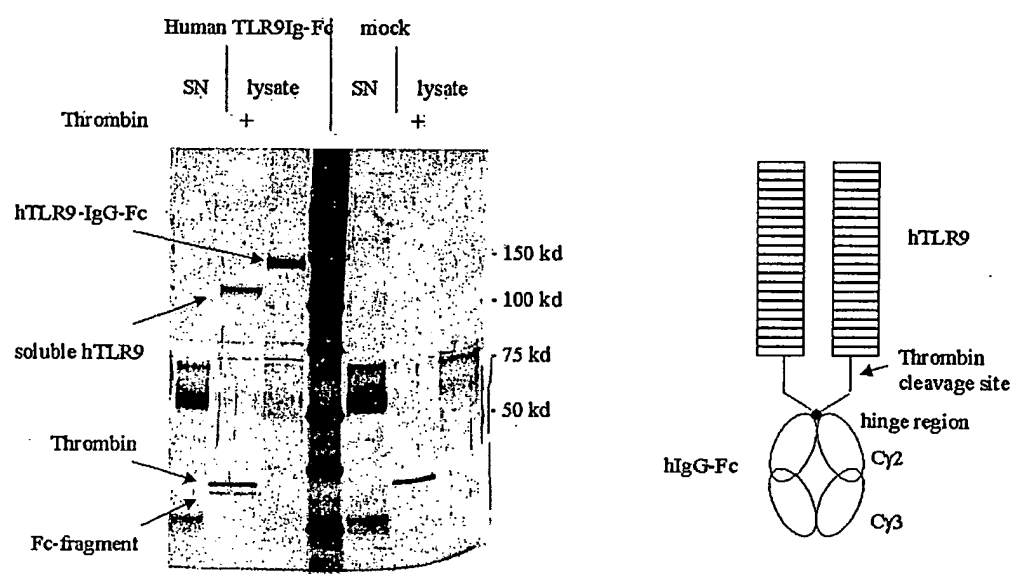 Human TLR9Ig-Fc mock
SN lysate SN lysate
Thrombin + +
hTLR9-IgG-Fc
soluble hTLR9
Thrombin
Fc-fragment
- 150 kd
- 100 kd
- 75 kd
- 50 kd
hTLR9
Thrombin
cleavage site
hinge region
hIgG-Fc
Cγ2
Cγ3